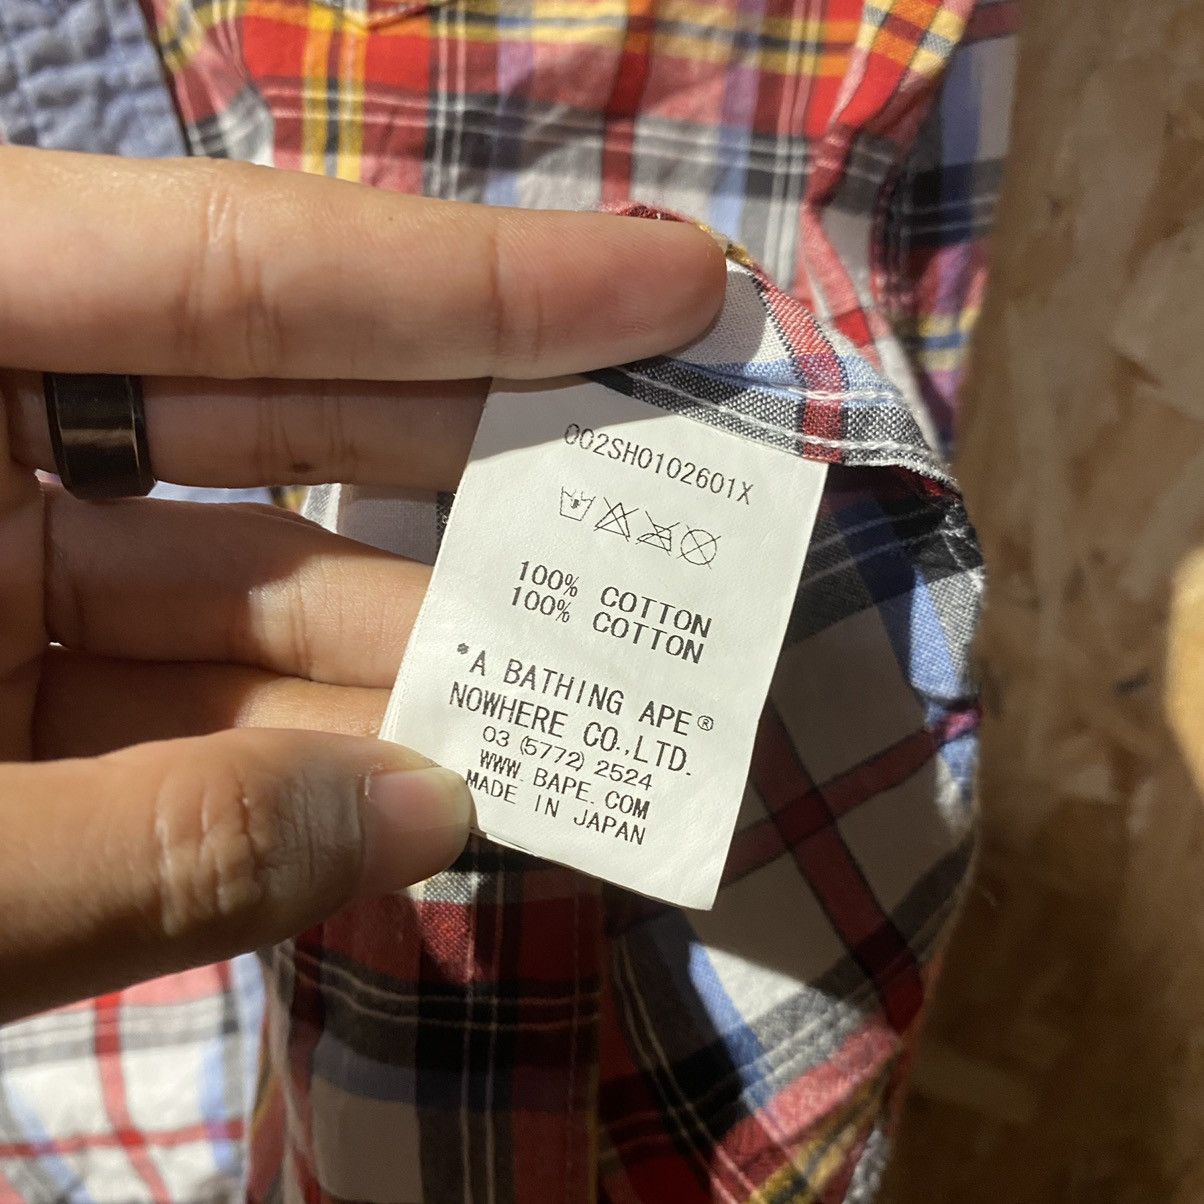 002SH0102601X
100% COTTON
100% COTTON
*A BATHING APE®
NOWHERE CO.,LTD.
03 (5772) 2524
WWW. BAPE. COM
MADE IN JAPAN